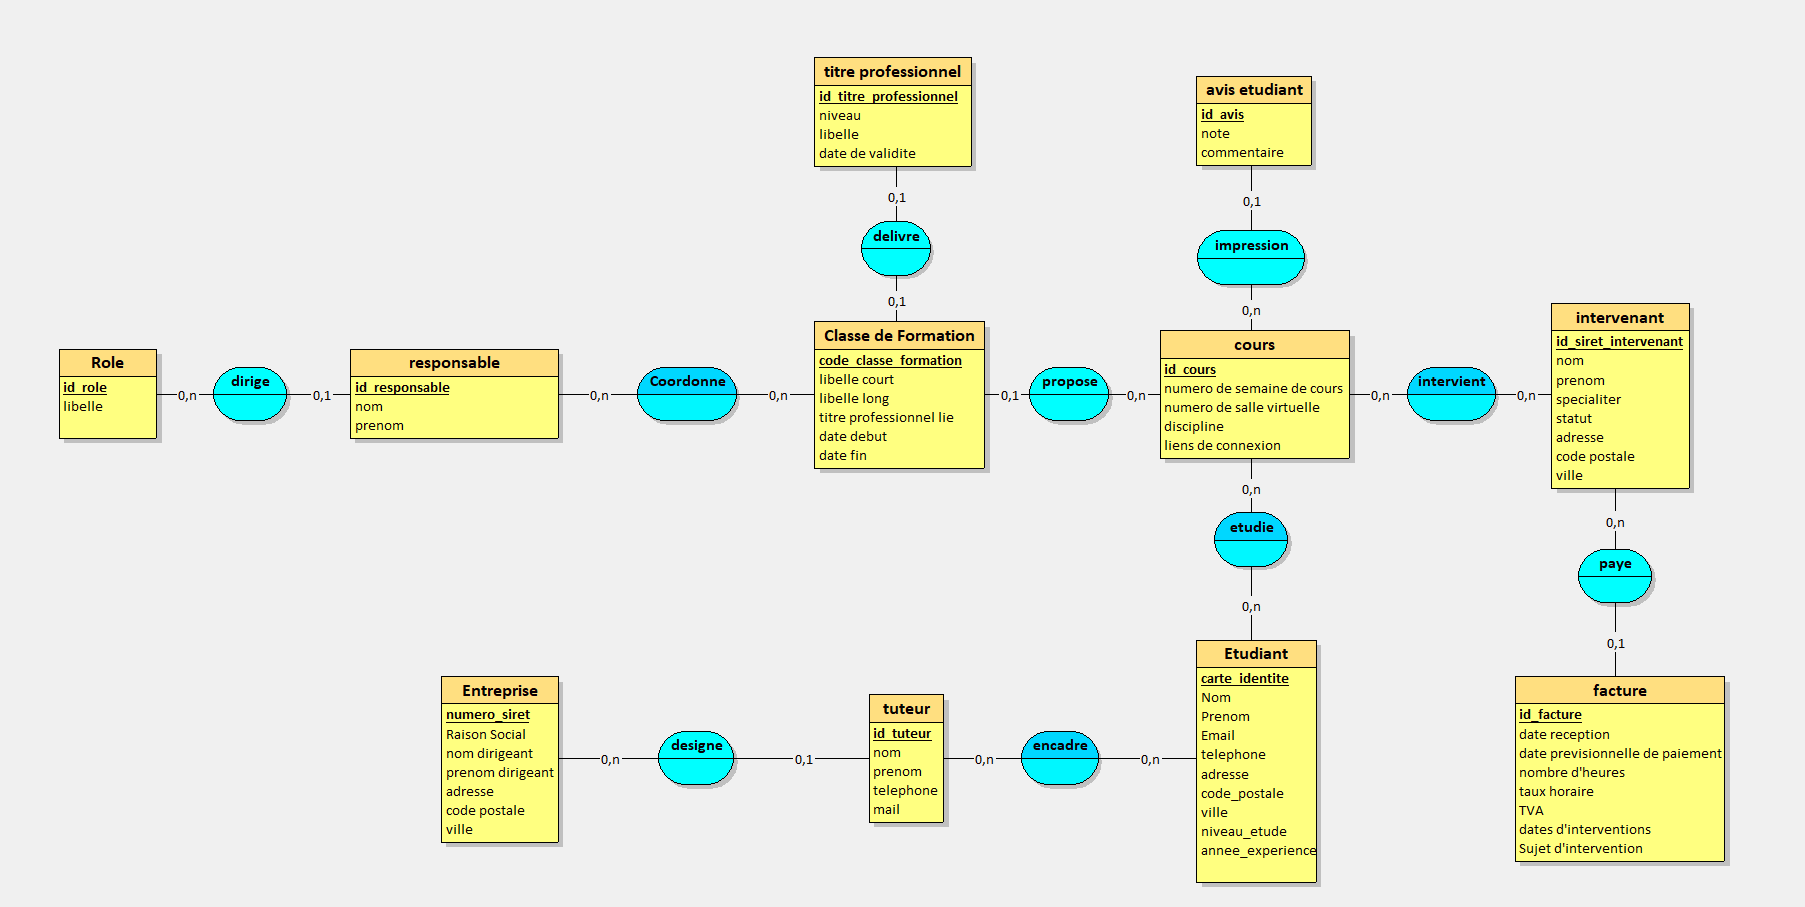 titre professionnel
id_titre_professionnel
niveau
libelle
date de validite
0,1
delivre
0,1
avis etudiant
id_avis
note
commentaire
0,1
impression
0,n
Role
id_role
libelle
0,n
dirige
0,1
responsable
id_responsable
nom
prenom
0,n
Coordonne
0,n
Classe de Formation
code_classe_formation
libelle court
libelle long
titre professionnel lie
date debut
date fin
0,1
propose
0,n
cours
id_cours
numero de semaine de cours
numero de salle virtuelle
discipline
liens de connexion
0,n
intervient
0,n
intervenant
id_siret_intervenant
nom
prenom
specialiter
statut
adresse
code postale
ville
0,n
etudie
0,n
0,n
paye
0,1
Entreprise
numero_siret
Raison Social
nom dirigeant
prenom dirigeant
adresse
code postale
ville
0,n
designe
0,1
tuteur
id_tuteur
nom
prenom
telephone
mail
0,n
encadre
0,n
Etudiant
carte_identite
Nom
Prenom
Email
telephone
adresse
code_postale
ville
niveau_etude
annee_experience
facture
id_facture
date reception
date previsionnelle de paiement
nombre d'heures
taux horaire
TVA
dates d'interventions
Sujet d'intervention